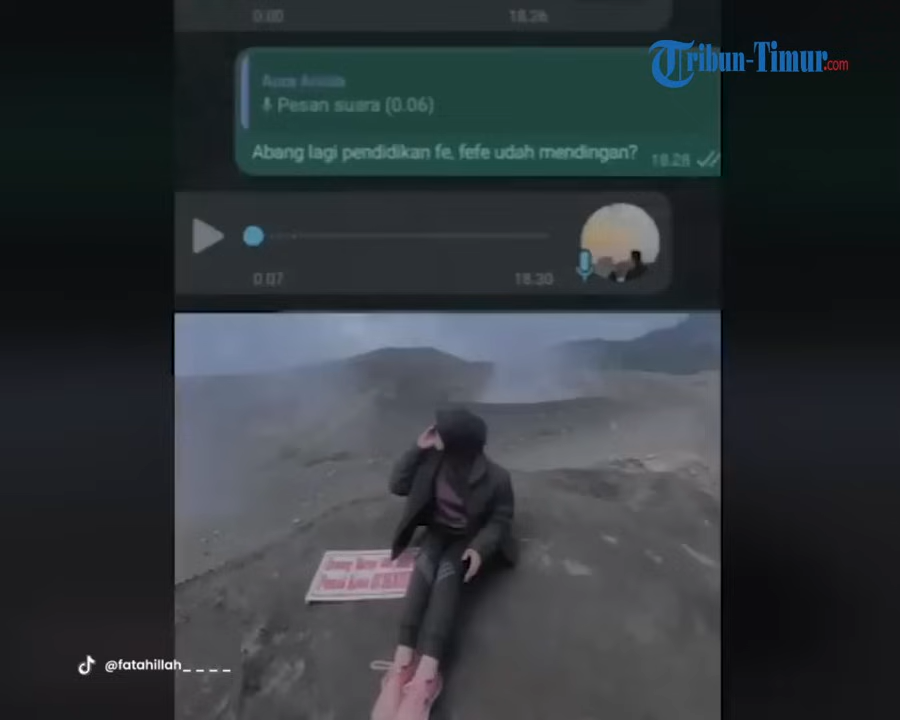 0:00 18.26
Tribun-Timur.com
Pesan suara (0.06)
Abang lagi pendidikan fe, fefe udah mendingan?
18.28
0:07 18.30
@fatahillah_ _ _ _